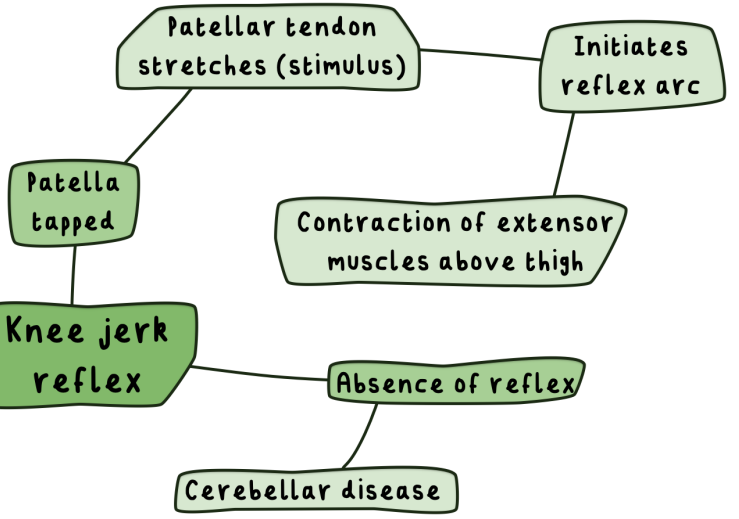 Patellar tendon
stretches (stimulus)
Initiates
reflex arc
Patella
tapped
Contraction of extensor
muscles above thigh
Knee jerk
reflex
Absence of reflex
Cerebellar disease